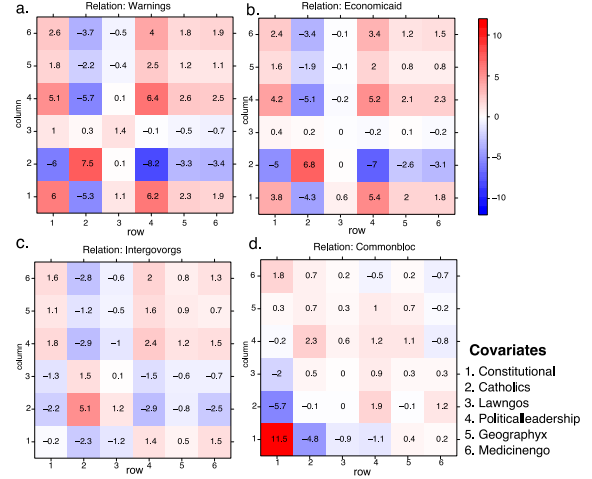 a.
Relation: Warnings
6 2.6 −3.7 −0.5 4 1.8 1.9
5 1.8 −2.2 −0.4 2.5 1.2 1.1
4 5.1 −5.7 0.1 6.4 2.6 2.5
3 1 0.3 1.4 −0.1 −0.5 −0.7
2 −6 7.5 0.1 −8.2 −3.3 −3.4
1 6 −5.3 1.1 6.2 2.3 1.9
1 2 3 4 5 6
column
row
b.
Relation: Economicaid
6 2.4 −3.4 −0.1 3.4 1.2 1.5
5 1.6 −1.9 −0.1 2 0.8 0.8
4 4.2 −5.1 −0.2 5.2 2.1 2.3
3 0.4 0.2 0 −0.2 −0.1 −0.2
2 −5 6.8 0 −7 −2.6 −3.1
1 3.8 −4.3 0.6 5.4 2 1.8
1 2 3 4 5 6
column
row
10
5
0
−5
−10
c.
Relation: Intergovorgs
6 1.6 −2.8 −0.6 2 0.8 1.3
5 1.1 −1.2 −0.5 1.6 0.9 0.7
4 1.8 −2.9 −1 2.4 1.2 1.5
3 −1.3 1.5 0.1 −1.5 −0.6 −0.7
2 −2.2 5.1 1.2 −2.9 −0.8 −2.5
1 −0.2 −2.3 −1.2 1.4 0.5 1.5
1 2 3 4 5 6
column
row
d.
Relation: Commonbloc
6 1.8 0.7 0.2 −0.5 0.2 −0.7
5 0.3 −0.7 0.2 1 0.7 −0.2
4 −0.2 2.3 0.6 1.2 1.1 −0.8
3 −2 0.5 0 −0.3 0.3 0.3
2 −5.7 −0.1 0 1.9 −0.1 1.2
1 11.5 −4.8 −0.9 −1.1 0.4 0.2
1 2 3 4 5 6
column
row
Covariates
1. Constitutional
2. Catholics
3. Lawngos
4. Politicalleadership
5. Geographyx
6. Medicinengo